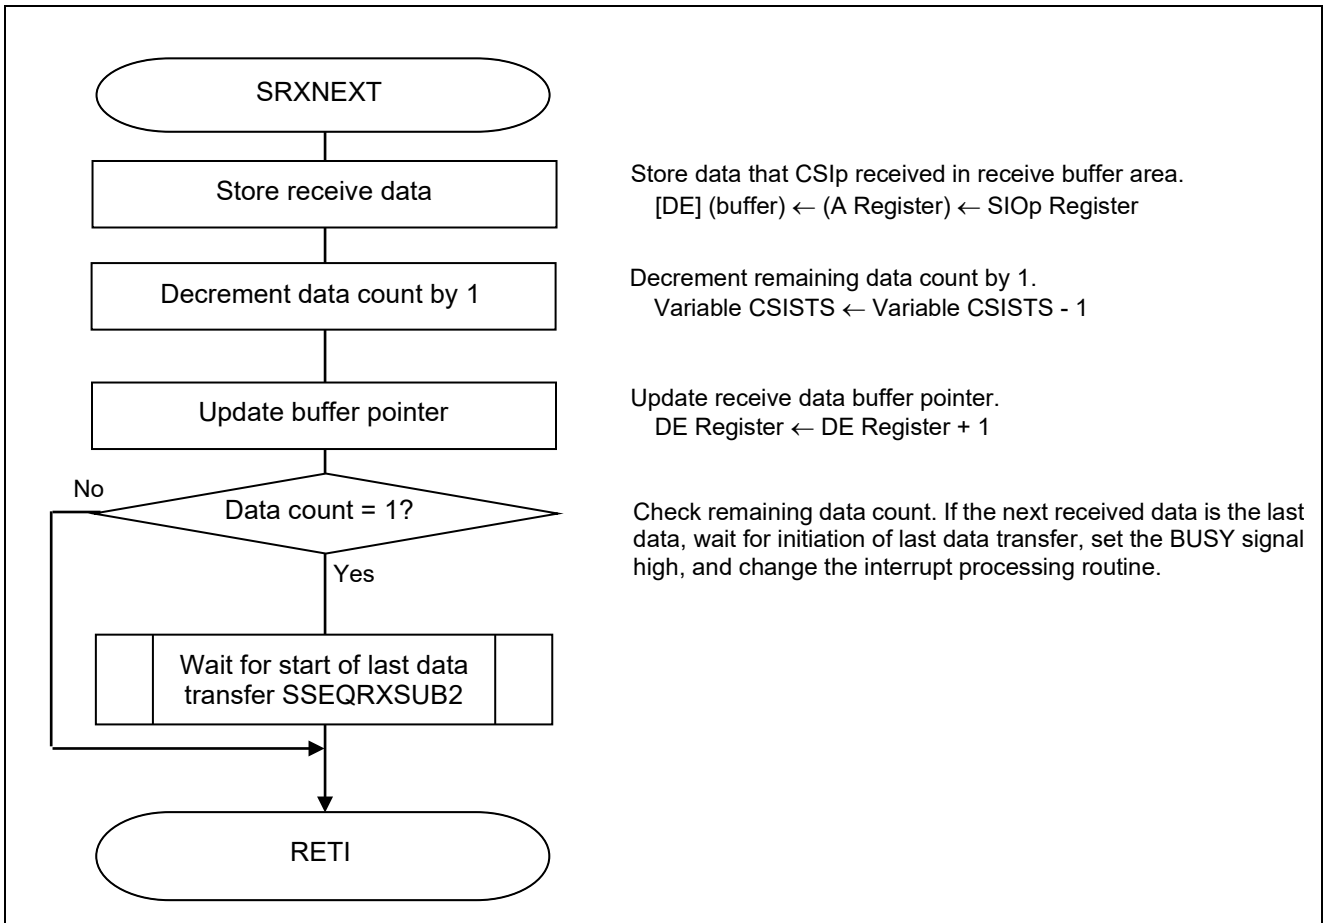 SRXNEXT
Store receive data
Store data that CSIp received in receive buffer area.
[DE] (buffer) ← (A Register) ← SIOp Register
Decrement data count by 1
Decrement remaining data count by 1.
Variable CSISTS ← Variable CSISTS - 1
Update buffer pointer
Update receive data buffer pointer.
DE Register ← DE Register + 1
No
Data count = 1?
Yes
Check remaining data count. If the next received data is the last
data, wait for initiation of last data transfer, set the BUSY signal
high, and change the interrupt processing routine.
Wait for start of last data
transfer SSEQRXSUB2
RETI